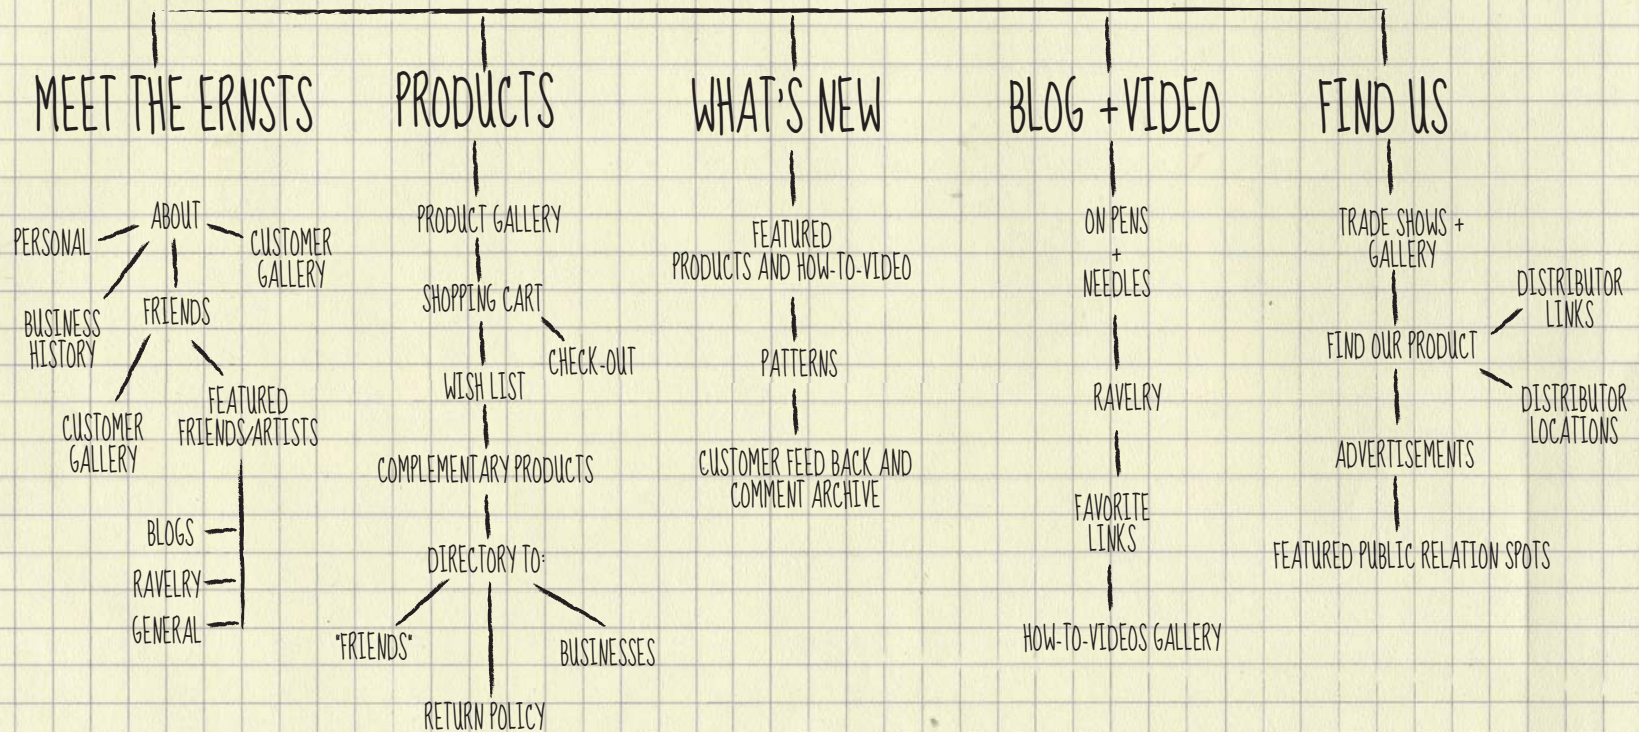 MEET THE ERNSTS
ABOUT
PERSONAL
CUSTOMER
GALLERY
BUSINESS
HISTORY
FRIENDS
CUSTOMER
GALLERY
FEATURED
FRIENDS/ARTISTS
BLOGS
RAVELRY
GENERAL
PRODUCTS
PRODUCT GALLERY
SHOPPING CART
CHECK-OUT
WISH LIST
COMPLEMENTARY PRODUCTS
DIRECTORY TO:
"FRIENDS"
BUSINESSES
RETURN POLICY
WHAT'S NEW
FEATURED
PRODUCTS AND HOW-TO-VIDEO
PATTERNS
CUSTOMER FEED BACK AND
COMMENT ARCHIVE
BLOG +VIDEO
ON PENS
+
NEEDLES
RAVELRY
FAVORITE
LINKS
HOW-TO-VIDEOS GALLERY
FIND US
TRADE SHOWS +
GALLERY
FIND OUR PRODUCT
DISTRIBUTOR
LINKS
DISTRIBUTOR
LOCATIONS
ADVERTISEMENTS
FEATURED PUBLIC RELATION SPOTS